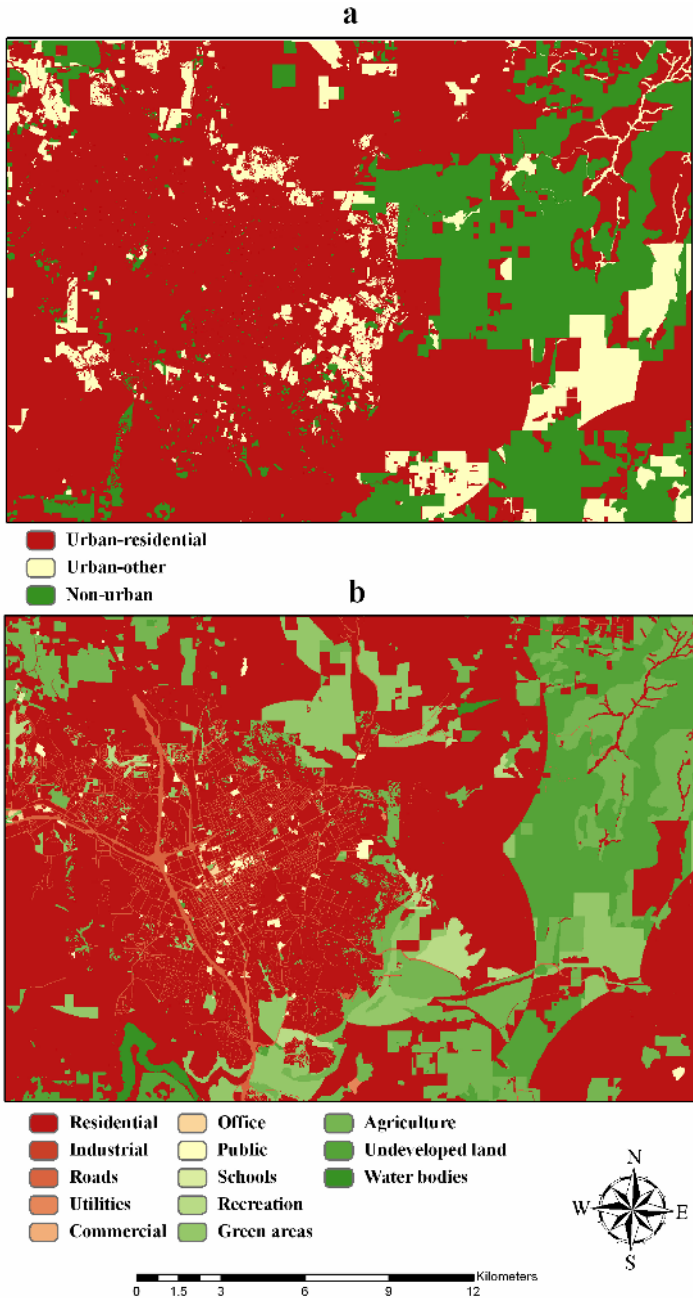 a
Urban-residential
Urban-other
Non-urban
b
Residential Office Agriculture
Industrial Public Undeveloped land
Roads Schools Water bodies
Utilities Recreation
Commercial Green areas
N
W E
S
Kilometers
0 1.5 3 6 9 12